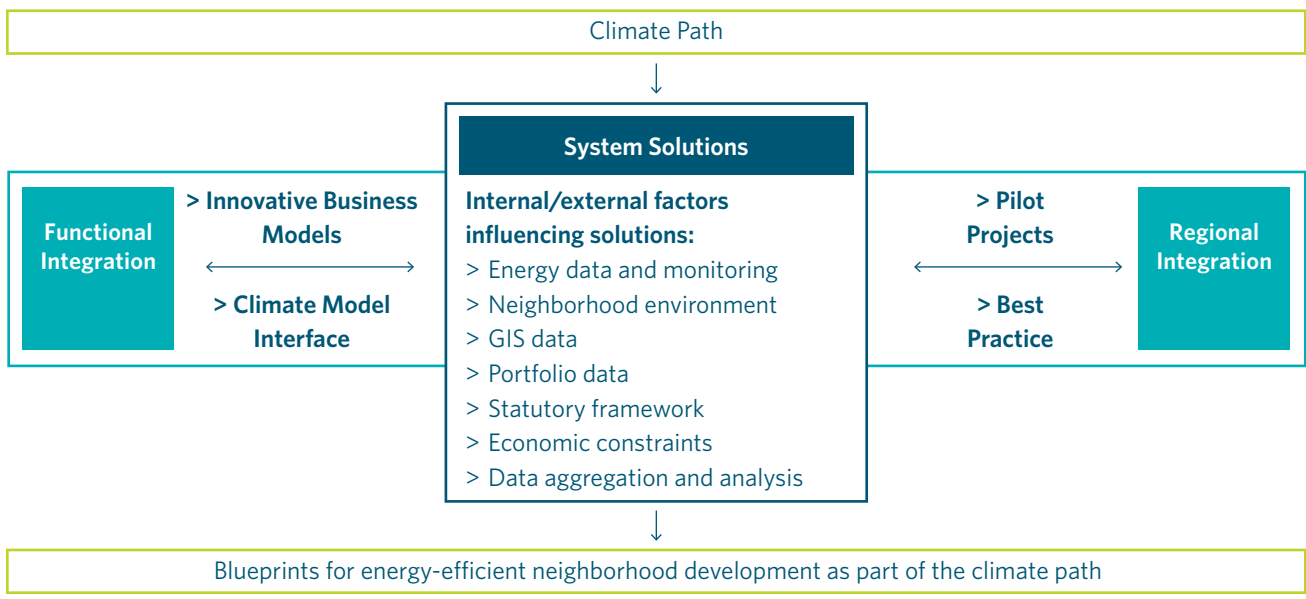 Climate Path
System Solutions
Functional
Integration
> Innovative Business
Models
> Climate Model
Interface
Internal/external factors
influencing solutions:
> Energy data and monitoring
> Neighborhood environment
> GIS data
> Portfolio data
> Statutory framework
> Economic constraints
> Data aggregation and analysis
> Pilot
Projects
> Best
Practice
Regional
Integration
Blueprints for energy-efficient neighborhood development as part of the climate path